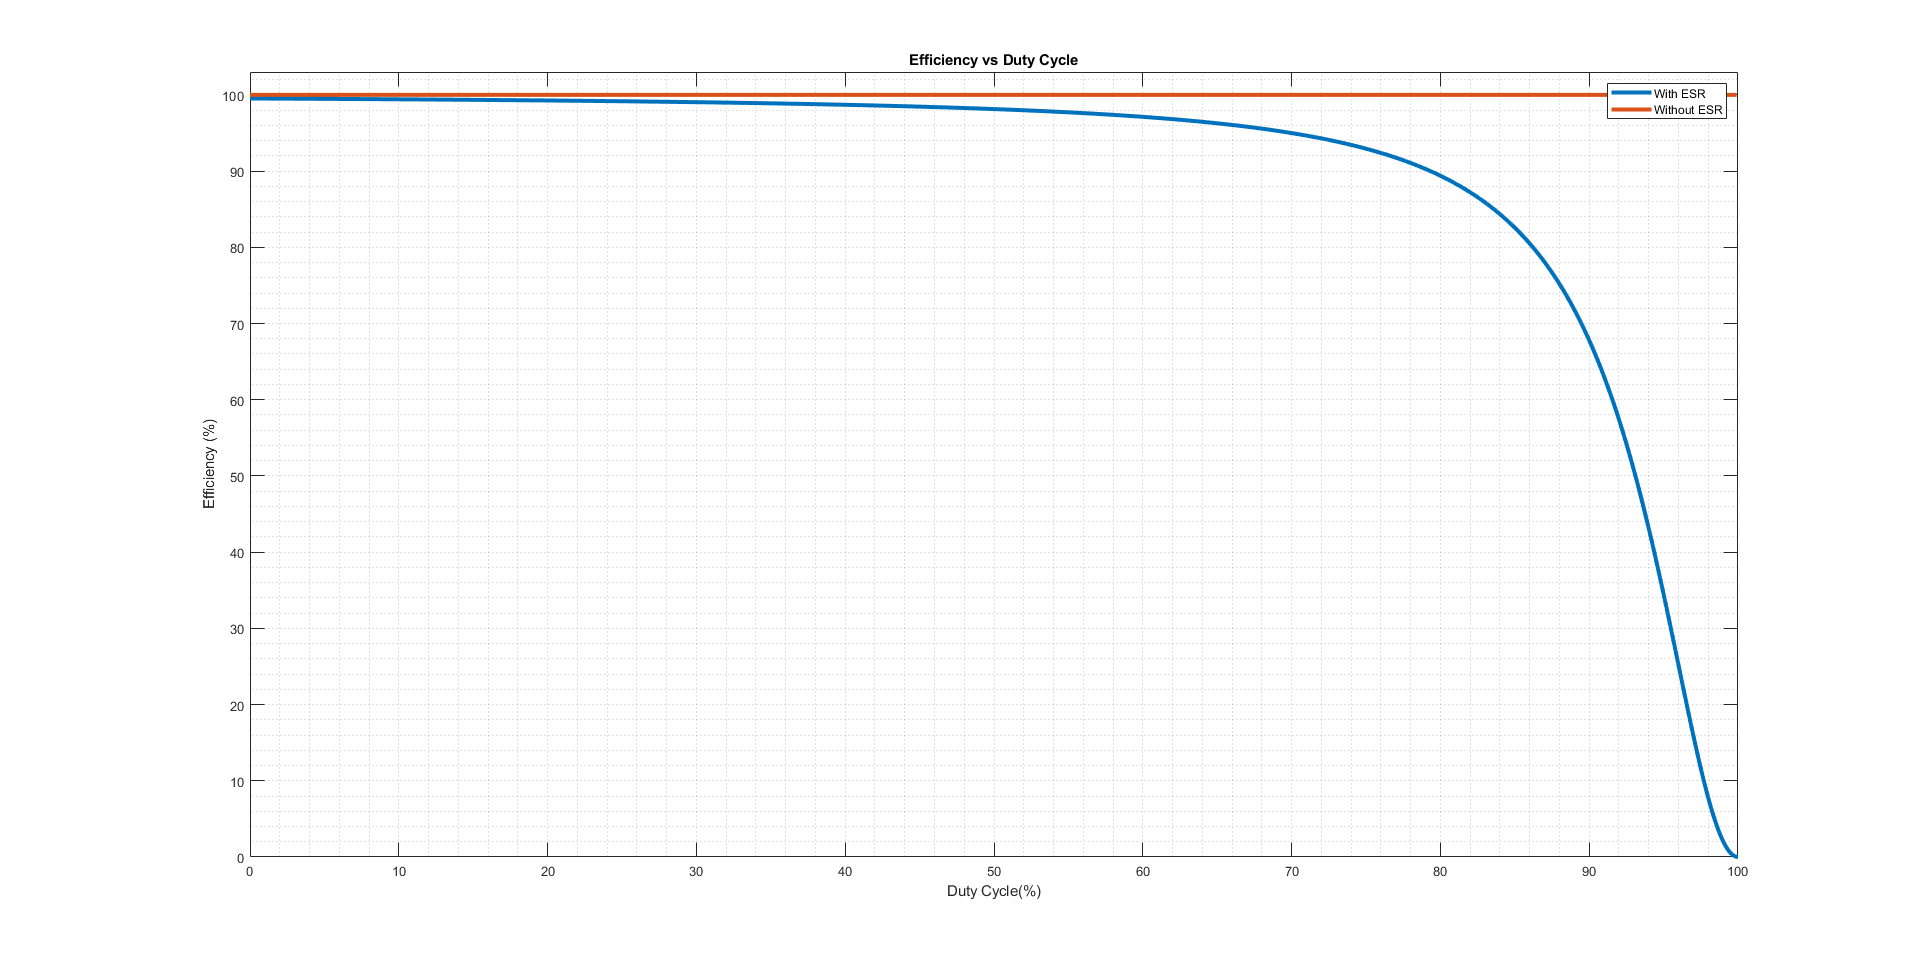 Efficiency vs Duty Cycle
With ESR
Without ESR
100
90
80
70
60
50
40
30
20
10
0
Efficiency (%)
0 10 20 30 40 50 60 70 80 90 100
Duty Cycle(%)